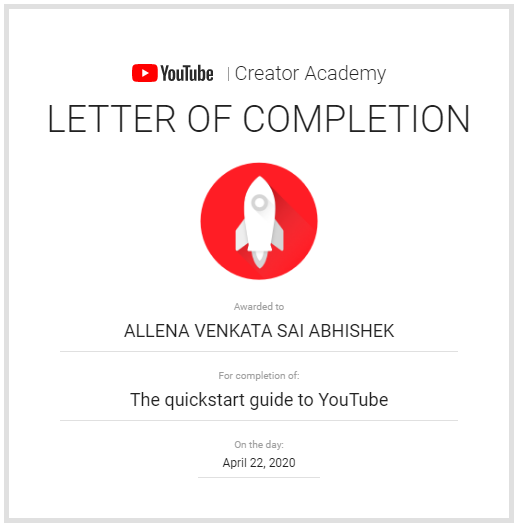 YouTube | Creator Academy
LETTER OF COMPLETION
Awarded to
ALLENA VENKATA SAI ABHISHEK
For completion of:
The quickstart guide to YouTube
On the day:
April 22, 2020